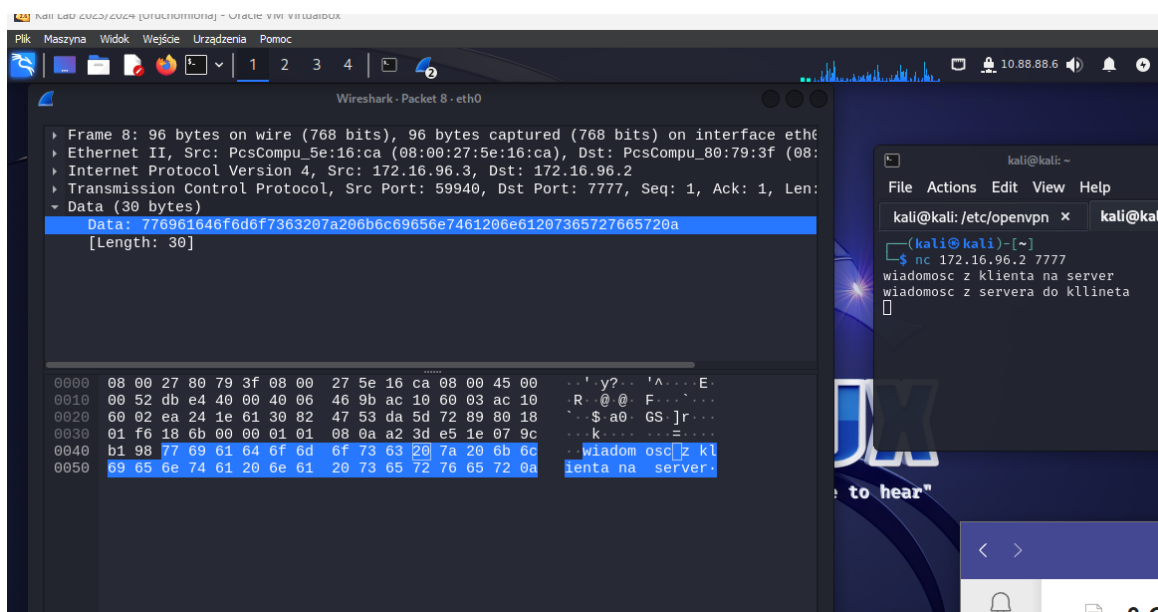 Kali Lab 2023/2024 [Uruchomiona] - Oracle VM VirtualBox
Plik Maszyna Widok Wejście Urządzenia Pomoc
1 2 3 4 2 10.88.88.6
Wireshark · Packet 8 · eth0
Frame 8: 96 bytes on wire (768 bits), 96 bytes captured (768 bits) on interface eth0
Ethernet II, Src: PcsCompu_5e:16:ca (08:00:27:5e:16:ca), Dst: PcsCompu_80:79:3f (08:
Internet Protocol Version 4, Src: 172.16.96.3, Dst: 172.16.96.2
Transmission Control Protocol, Src Port: 59940, Dst Port: 7777, Seq: 1, Ack: 1, Len:
Data (30 bytes)
Data: 776961646f6d6f7363207a206b6c69656e7461206e61207365727665720a
[Length: 30]
0000 08 00 27 80 79 3f 08 00 27 5e 16 ca 08 00 45 00 ··'·y?·· '^····E·
0010 00 52 db e4 40 00 40 06 46 9b ac 10 60 03 ac 10 ·R··@·@· F···`···
0020 60 02 ea 24 1e 61 30 82 47 53 da 5d 72 89 80 18 `··$·a0· GS·]r···
0030 01 f6 18 6b 00 00 01 01 08 0a a2 3d e5 1e 07 9c ···k···· ···=····
0040 b1 98 77 69 61 64 6f 6d 6f 73 63 20 7a 20 6b 6c ··wiadom osc z kl
0050 69 65 6e 74 61 20 6e 61 20 73 65 72 76 65 72 0a ienta na server·
kali@kali: ~
File Actions Edit View Help
kali@kali: /etc/openvpn × kali@kal
(kali㉿kali)-[~]
$ nc 172.16.96.2 7777
wiadomosc z klienta na server
wiadomosc z servera do kllineta
UX
to hear"